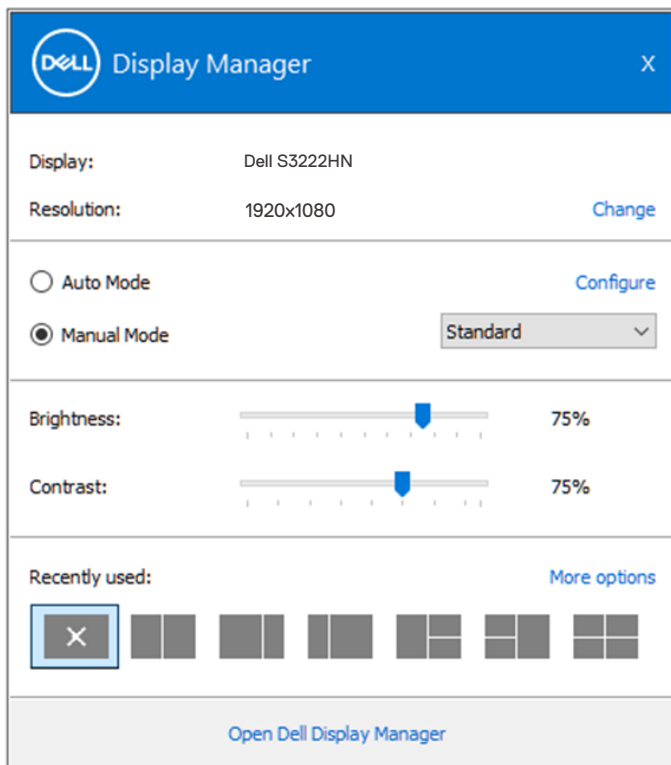 DELL Display Manager X
Display: Dell S3222HN
Resolution: 1920x1080 Change
Auto Mode Configure
Manual Mode Standard
Brightness: 75%
Contrast: 75%
Recently used: More options
Open Dell Display Manager